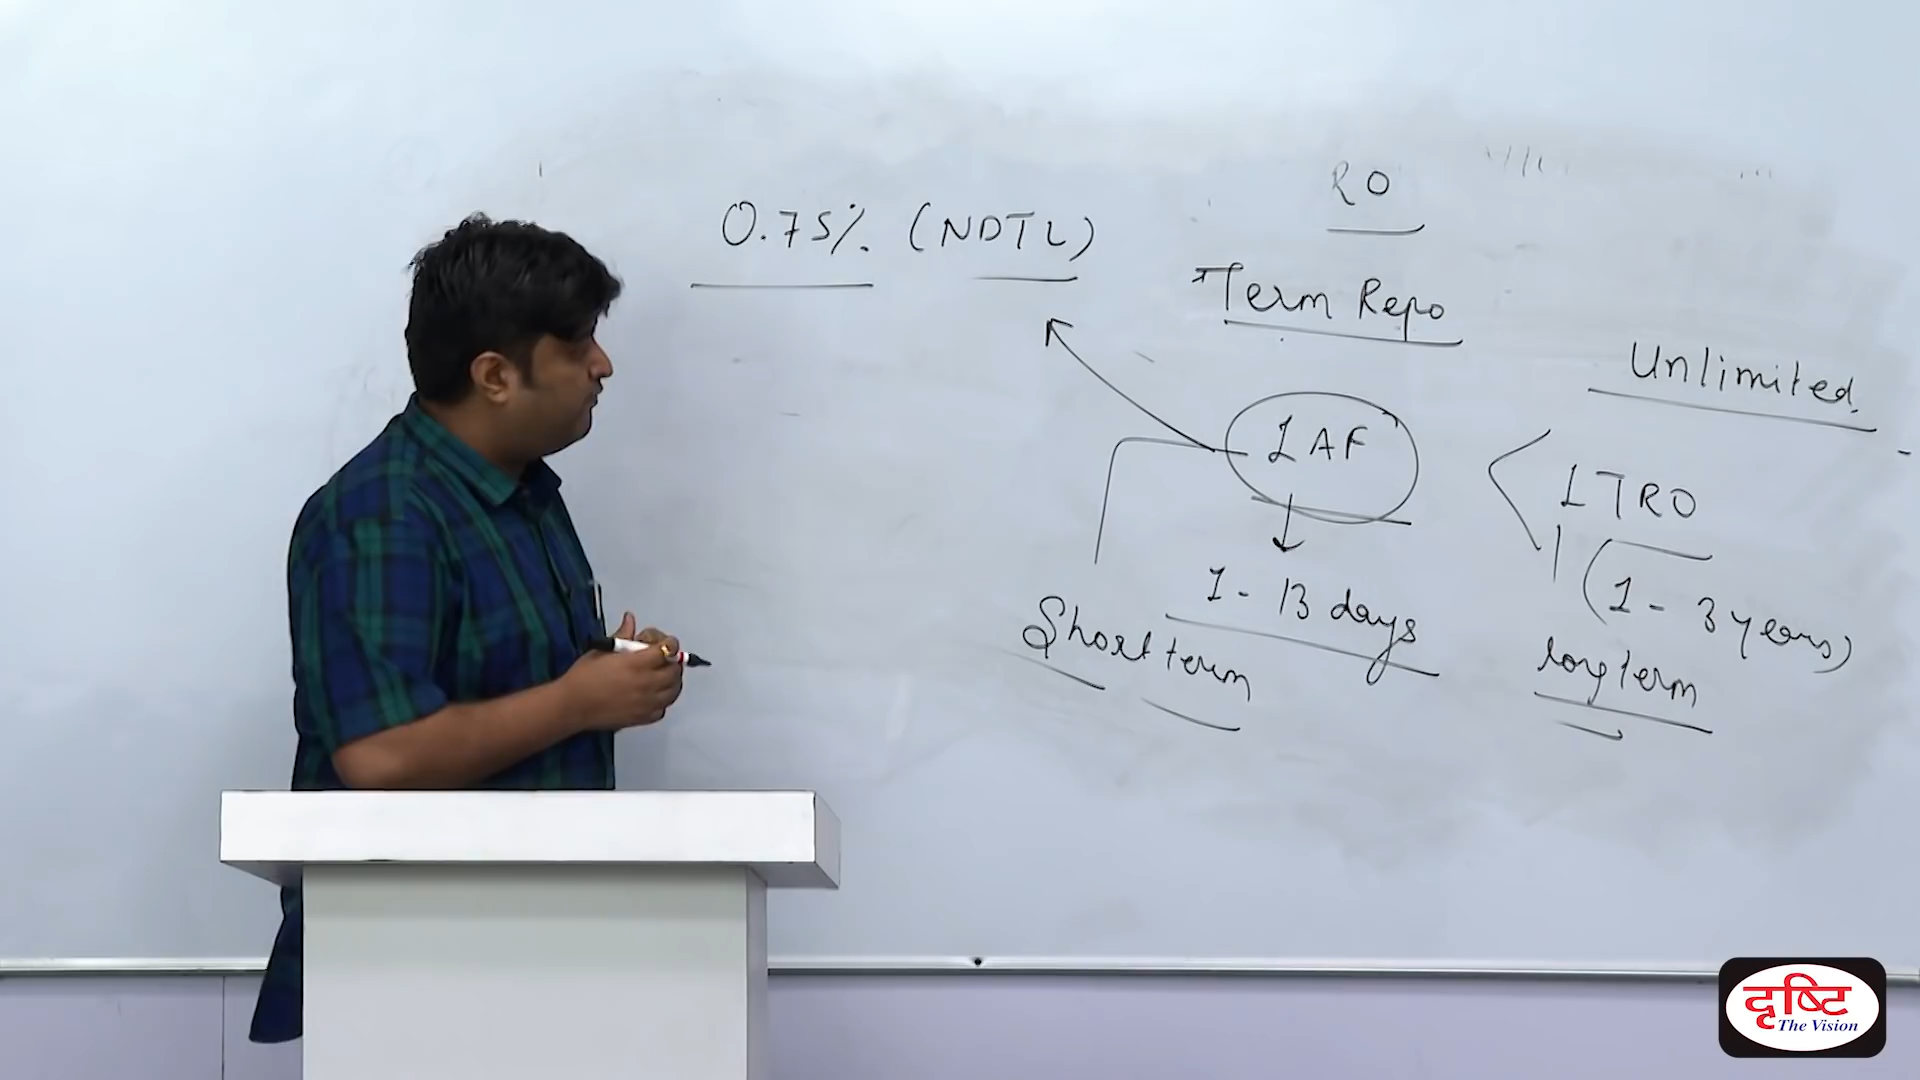 RO
0.75% (NDTL)
Term Repo
Unlimited
LAF
LTRO
1 - 13 days
(1 - 3 years)
Short term
long term
दृष्टि
The Vision